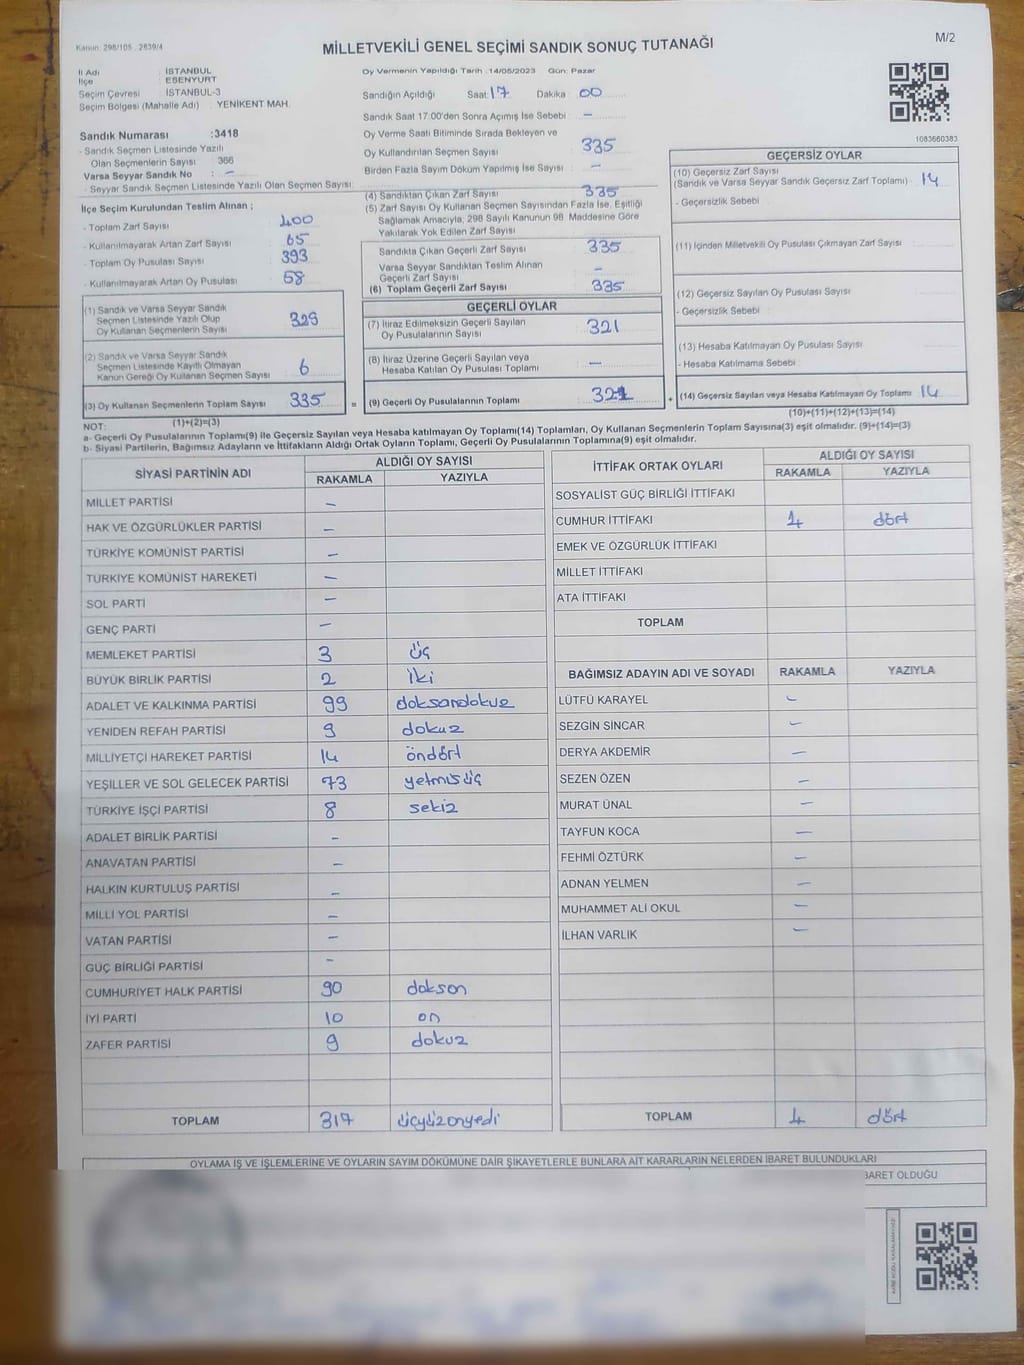 Kanun: 298/105 . 2839/4
MİLLETVEKİLİ GENEL SEÇİMİ SANDIK SONUÇ TUTANAĞI
M/2
İl Adı : İSTANBUL
İlçe : ESENYURT
Seçim Çevresi : İSTANBUL-3
Seçim Bölgesi (Mahalle Adı) : YENİKENT MAH.
Sandık Numarası :3418
- Sandık Seçmen Listesinde Yazılı
Olan Seçmenlerin Sayısı : 366
Varsa Seyyar Sandık No : -
- Seyyar Sandık Seçmen Listesinde Yazılı Olan Seçmen Sayısı:
İlçe Seçim Kurulundan Teslim Alınan ;
- Toplam Zarf Sayısı : 400
- Kullanılmayarak Artan Zarf Sayısı : 65
- Toplam Oy Pusulası Sayısı : 393
- Kullanılmayarak Artan Oy Pusulası : 58
(1) Sandık ve Varsa Seyyar Sandık
Seçmen Listesinde Yazılı Olup
Oy Kullanan Seçmenlerin Sayısı : 329
(2) Sandık ve Varsa Seyyar Sandık
Seçmen Listesinde Kayıtlı Olmayan
Kanun Gereği Oy Kullanan Seçmen Sayısı : 6
(3) Oy Kullanan Seçmenlerin Toplam Sayısı : 335
(1)+(2)=(3)
Oy Vermenin Yapıldığı Tarih :14/05/2023 Gün: Pazar
Sandığın Açıldığı Saat:17 Dakika :00
Sandık Saat 17:00'den Sonra Açımış İse Sebebi : -
Oy Verme Saati Bitiminde Sırada Bekleyen ve
Oy Kullandırılan Seçmen Sayısı : 335
Birden Fazla Sayım Döküm Yapılmış İse Sayısı : -
(4) Sandıktan Çıkan Zarf Sayısı : 335
(5) Zarf Sayısı Oy Kullanan Seçmen Sayısından Fazla İse, Eşitliği
Sağlamak Amacıyla; 298 Sayılı Kanunun 98. Maddesine Göre
Yakılarak Yok Edilen Zarf Sayısı :
Sandıkta Çıkan Geçerli Zarf Sayısı : 335
Varsa Seyyar Sandıktan Teslim Alınan
Geçerli Zarf Sayısı : -
(6) Toplam Geçerli Zarf Sayısı : 335
GEÇERLİ OYLAR
(7) İtiraz Edilmeksizin Geçerli Sayılan
Oy Pusulalarının Sayısı : 321
(8) İtiraz Üzerine Geçerli Sayılan veya
Hesaba Katılan Oy Pusulası Toplamı : -
= (9) Geçerli Oy Pusulalarının Toplamı : 321 +
1083660383
GEÇERSİZ OYLAR
(10) Geçersiz Zarf Sayısı
(Sandık ve Varsa Seyyar Sandık Geçersiz Zarf Toplamı) : 14
- Geçersizlik Sebebi :
(11) İçinden Milletvekili Oy Pusulası Çıkmayan Zarf Sayısı :
(12) Geçersiz Sayılan Oy Pusulası Sayısı :
- Geçersizlik Sebebi :
(13) Hesaba Katılmayan Oy Pusulası Sayısı :
- Hesaba Katılmama Sebebi :
(14) Geçersiz Sayılan veya Hesaba Katılmayan Oy Toplamı : 14
(10)+(11)+(12)+(13)=(14)
NOT:
a- Geçerli Oy Pusulalarının Toplamı(9) ile Geçersiz Sayılan veya Hesaba katılmayan Oy Toplamı(14) Toplamları, Oy Kullanan Seçmenlerin Toplam Sayısına(3) eşit olmalıdır. (9)+(14)=(3)
b- Siyasi Partilerin, Bağımsız Adayların ve İttifakların Aldığı Ortak Oyların Toplamı, Geçerli Oy Pusulalarının Toplamına(9) eşit olmalıdır.
SİYASİ PARTİNİN ADI ALDIĞI OY SAYISI
RAKAMLA YAZIYLA
MİLLET PARTİSİ -
HAK VE ÖZGÜRLÜKLER PARTİSİ -
TÜRKİYE KOMÜNİST PARTİSİ -
TÜRKİYE KOMÜNİST HAREKETİ -
SOL PARTİ -
GENÇ PARTİ -
MEMLEKET PARTİSİ 3 üç
BÜYÜK BİRLİK PARTİSİ 2 iki
ADALET VE KALKINMA PARTİSİ 99 doksandokuz
YENİDEN REFAH PARTİSİ 9 dokuz
MİLLİYETÇİ HAREKET PARTİSİ 14 öndört
YEŞİLLER VE SOL GELECEK PARTİSİ 73 yetmişüç
TÜRKİYE İŞÇİ PARTİSİ 8 sekiz
ADALET BİRLİK PARTİSİ -
ANAVATAN PARTİSİ -
HALKIN KURTULUŞ PARTİSİ -
MİLLİ YOL PARTİSİ -
VATAN PARTİSİ -
GÜÇ BİRLİĞİ PARTİSİ -
CUMHURİYET HALK PARTİSİ 90 doksan
İYİ PARTİ 10 on
ZAFER PARTİSİ 9 dokuz
TOPLAM 317 üçyüzonyedi
İTTİFAK ORTAK OYLARI ALDIĞI OY SAYISI
RAKAMLA YAZIYLA
SOSYALİST GÜÇ BİRLİĞİ İTTİFAKI
CUMHUR İTTİFAKI 4 dört
EMEK VE ÖZGÜRLÜK İTTİFAKI
MİLLET İTTİFAKI
ATA İTTİFAKI
TOPLAM
BAĞIMSIZ ADAYIN ADI VE SOYADI RAKAMLA YAZIYLA
LÜTFÜ KARAYEL -
SEZGİN SİNCAR -
DERYA AKDEMİR -
SEZEN ÖZEN -
MURAT ÜNAL -
TAYFUN KOCA -
FEHMİ ÖZTÜRK -
ADNAN YELMEN -
MUHAMMET ALİ OKUL -
İLHAN VARLIK -
TOPLAM 4 dört
OYLAMA İŞ VE İŞLEMLERİNE VE OYLARIN SAYIM DÖKÜMÜNE DAİR ŞİKAYETLERLE BUNLARA AİT KARARLARIN NELERDEN İBARET BULUNDUKLARI
BARET OLDUĞU